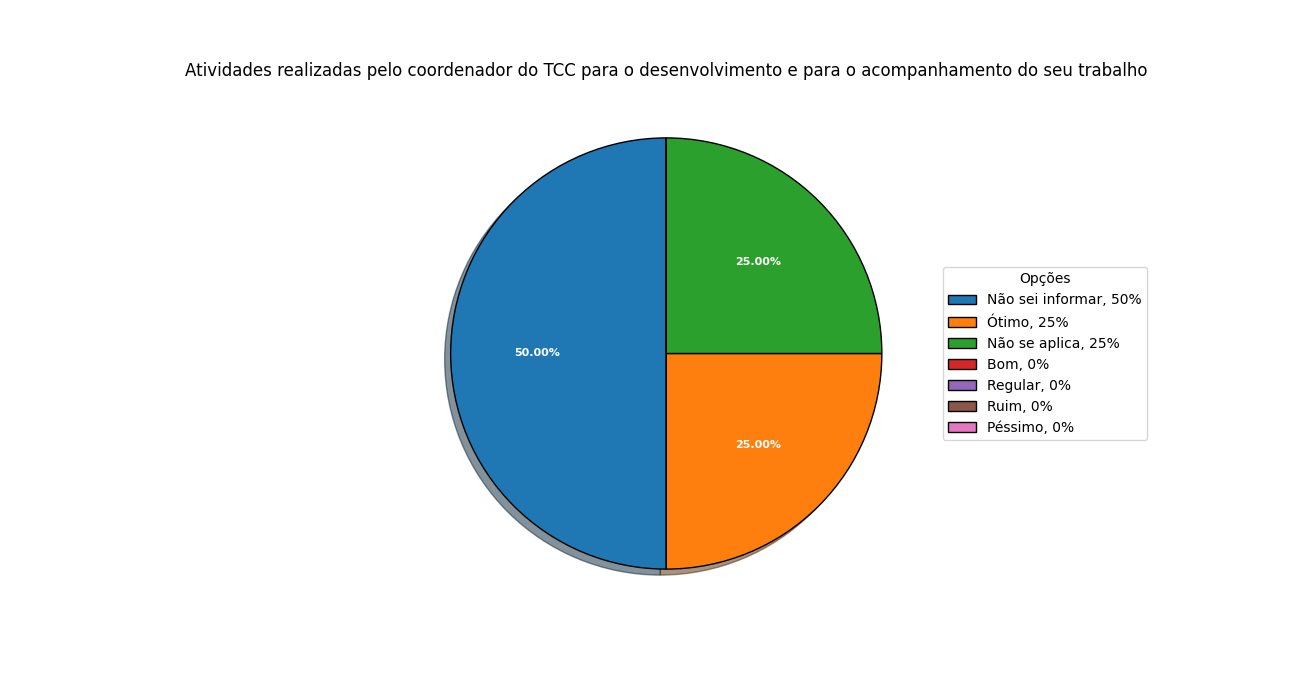 Atividades realizadas pelo coordenador do TCC para o desenvolvimento e para o acompanhamento do seu trabalho
25.00%
50.00%
25.00%
Opções
Não sei informar, 50%
Ótimo, 25%
Não se aplica, 25%
Bom, 0%
Regular, 0%
Ruim, 0%
Péssimo, 0%